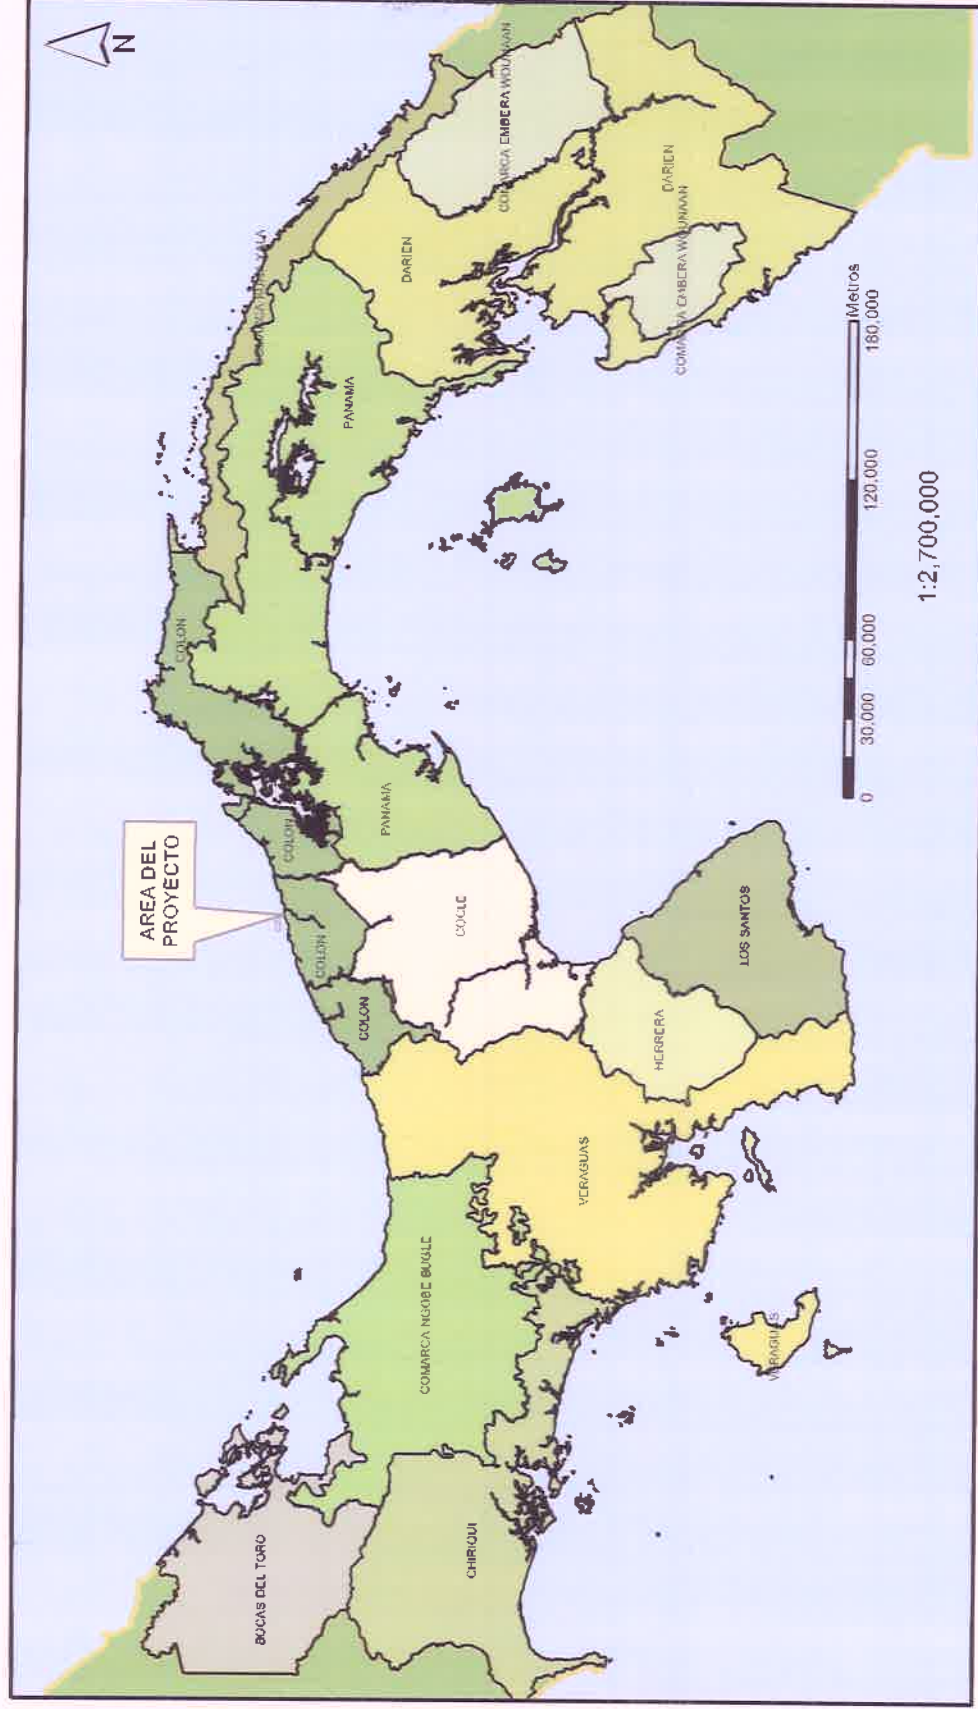 N
AREA DEL
PROYECTO
BOCAS DEL TORO
CHIRIQUI
COMARCA NGOBE BUGLE
VERAGUAS
VERAGUAS
COLON
COLON
COLON
COLON
COCLE
HERRERA
LOS SANTOS
PANAMA
PANAMA
YALA
DARIEN
COMARCA EMBERA WOUNAAN
DARIEN
COMARCA EMBERA WOUNAAN
Metros
0 30,000 60,000 120,000 180,000
1:2,700,000